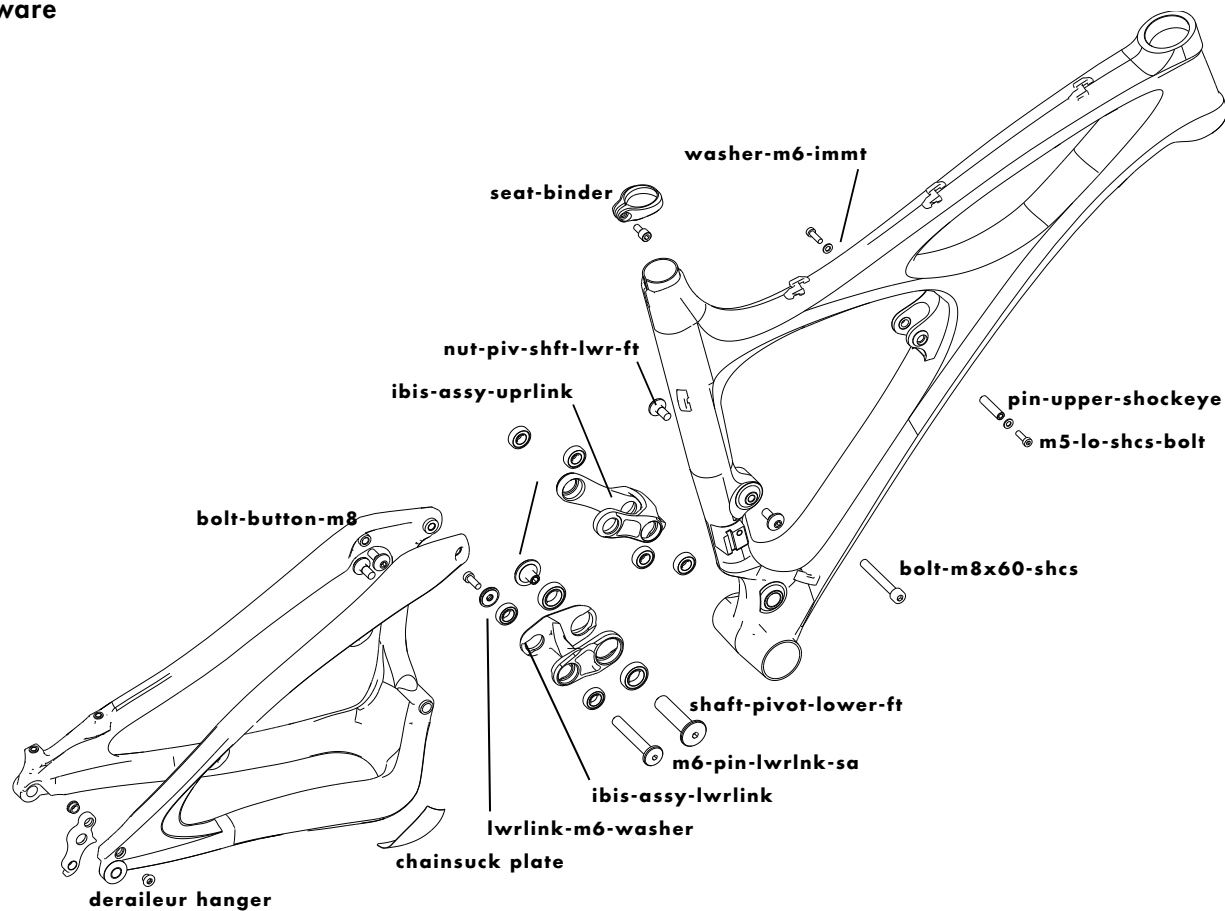 ware
washer-m6-immt
seat-binder
nut-piv-shft-lwr-ft
ibis-assy-uprlink
pin-upper-shockeye
m5-lo-shcs-bolt
bolt-button-m8
bolt-m8x60-shcs
shaft-pivot-lower-ft
m6-pin-lwrlnk-sa
ibis-assy-lwrlink
lwrlink-m6-washer
chainsuck plate
deraileur hanger